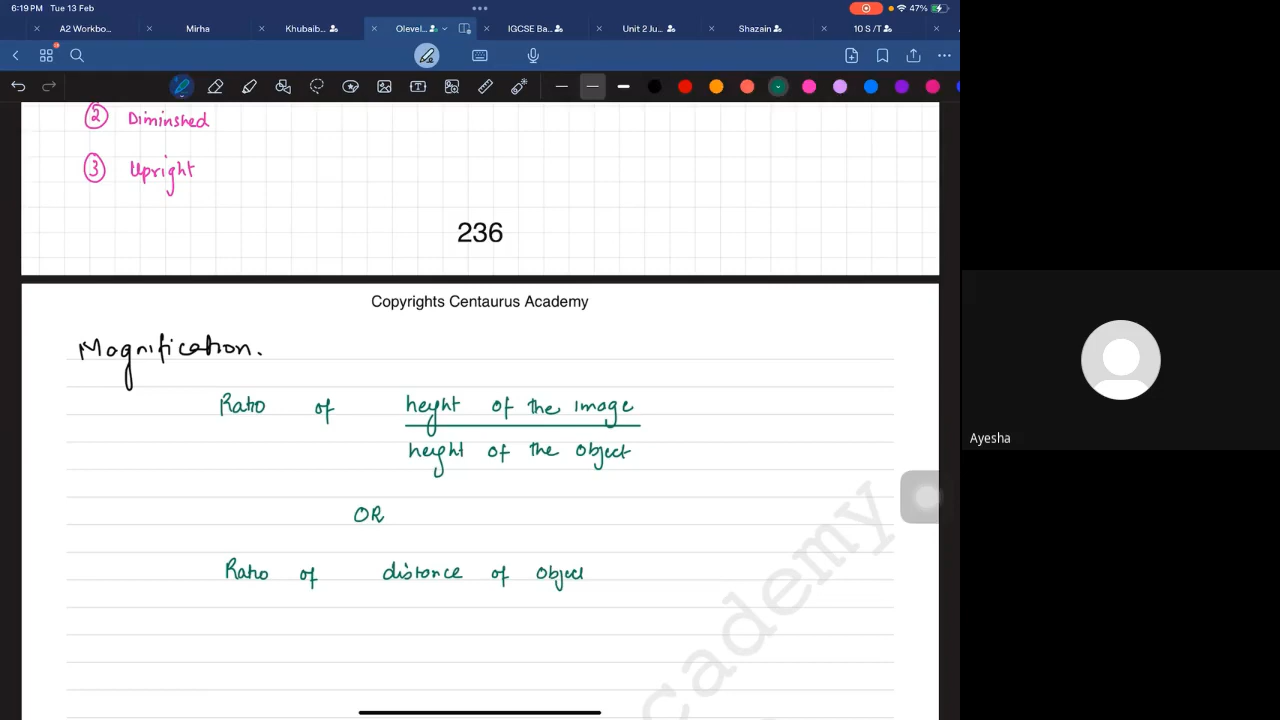 6:19 PM Tue 13 Feb
47%
A2 Workbo...
Mirha
Khubaib...
Olevel...
IGCSE Ba...
Unit 2 Ju...
Shazain...
10 S /T...
② Diminshed
③ Upright
236
Copyrights Centaurus Academy
Magnification.
Ratio of height of the image
height of the object
OR
Ratio of distance of object
cademy
Ayesha